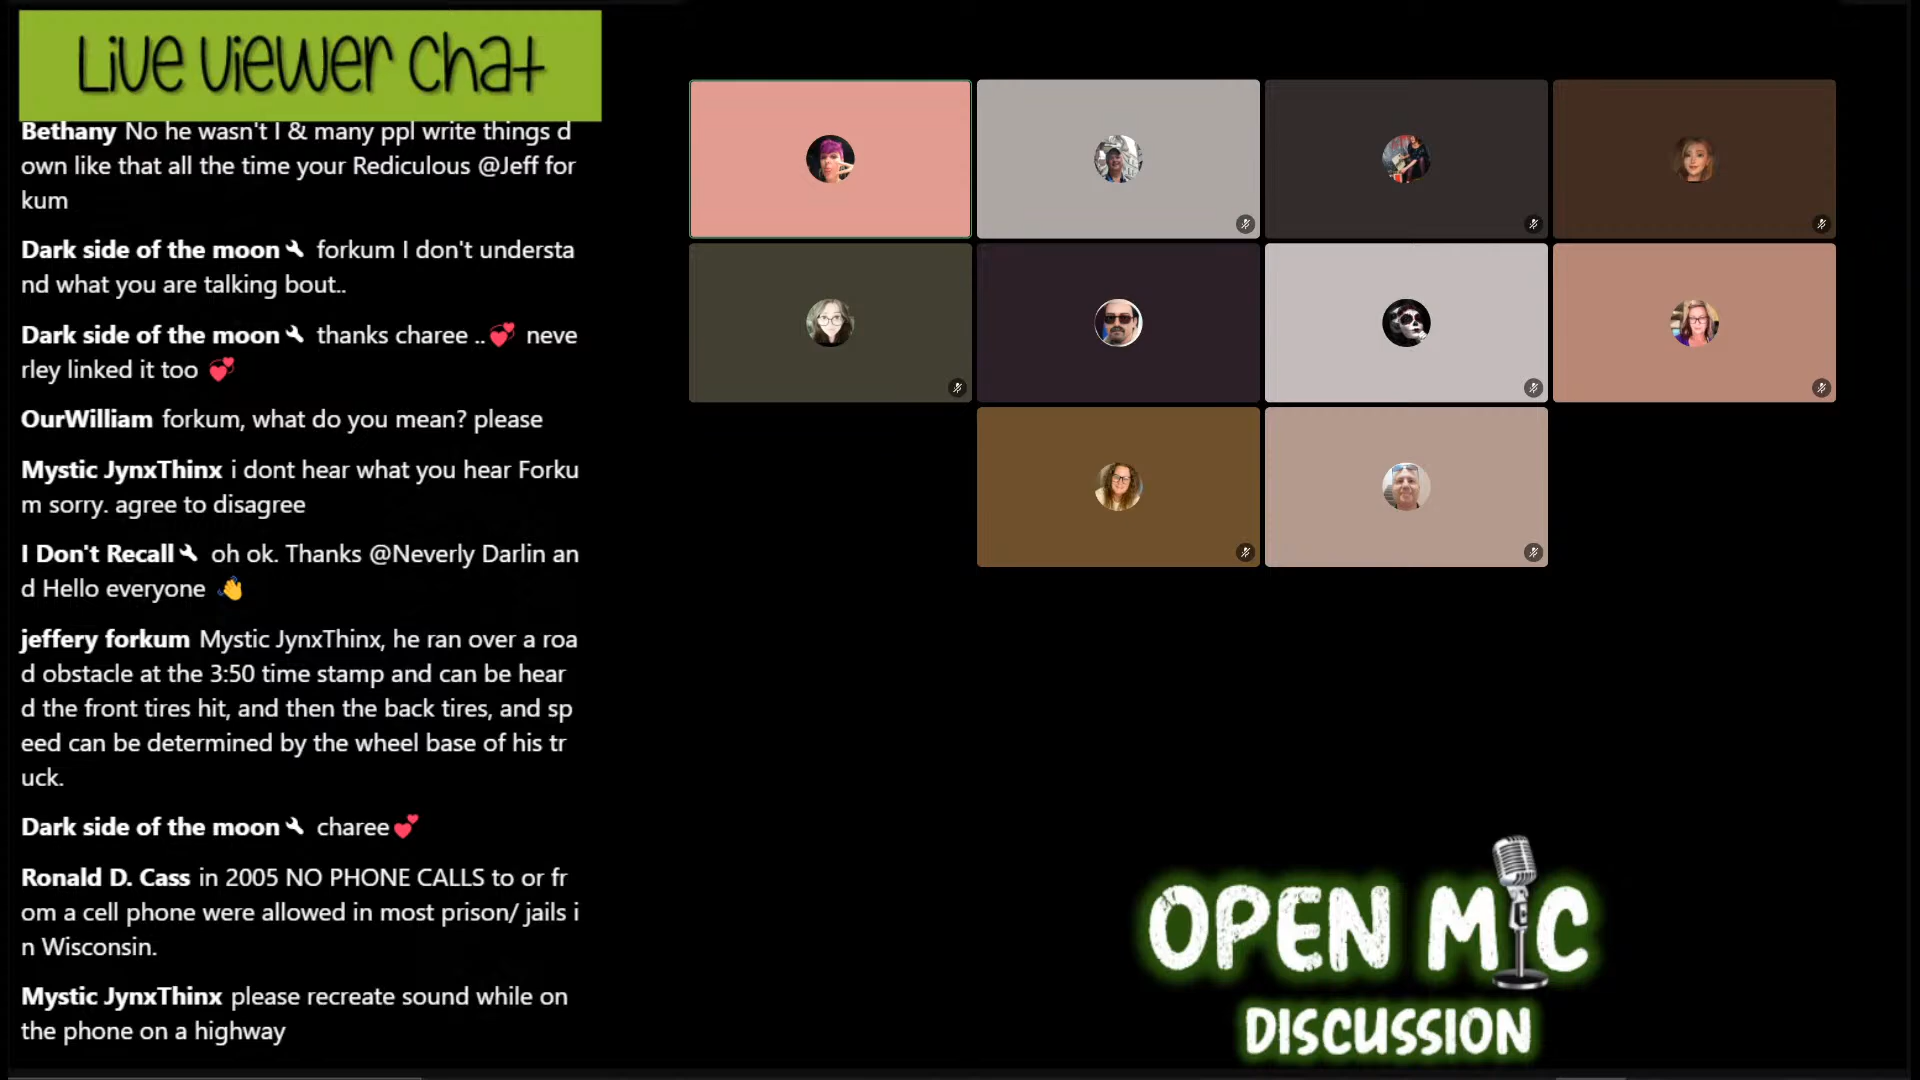 Live Viewer Chat
Bethany No he wasn't I & many ppl write things d
own like that all the time your Rediculous @Jeff for
kum
Dark side of the moon forkum I don't understa
nd what you are talking bout..
Dark side of the moon thanks charee ..💞 neve
rley linked it too 💞
OurWilliam forkum, what do you mean? please
Mystic JynxThinx i dont hear what you hear Forku
m sorry. agree to disagree
I Don't Recall oh ok. Thanks @Neverly Darlin an
d Hello everyone 👋
jeffery forkum Mystic JynxThinx, he ran over a roa
d obstacle at the 3:50 time stamp and can be hear
d the front tires hit, and then the back tires, and sp
eed can be determined by the wheel base of his tr
uck.
Dark side of the moon charee💕
Ronald D. Cass in 2005 NO PHONE CALLS to or fr
om a cell phone were allowed in most prison/ jails i
n Wisconsin.
Mystic JynxThinx please recreate sound while on
the phone on a highway
OPEN MIC
DISCUSSION